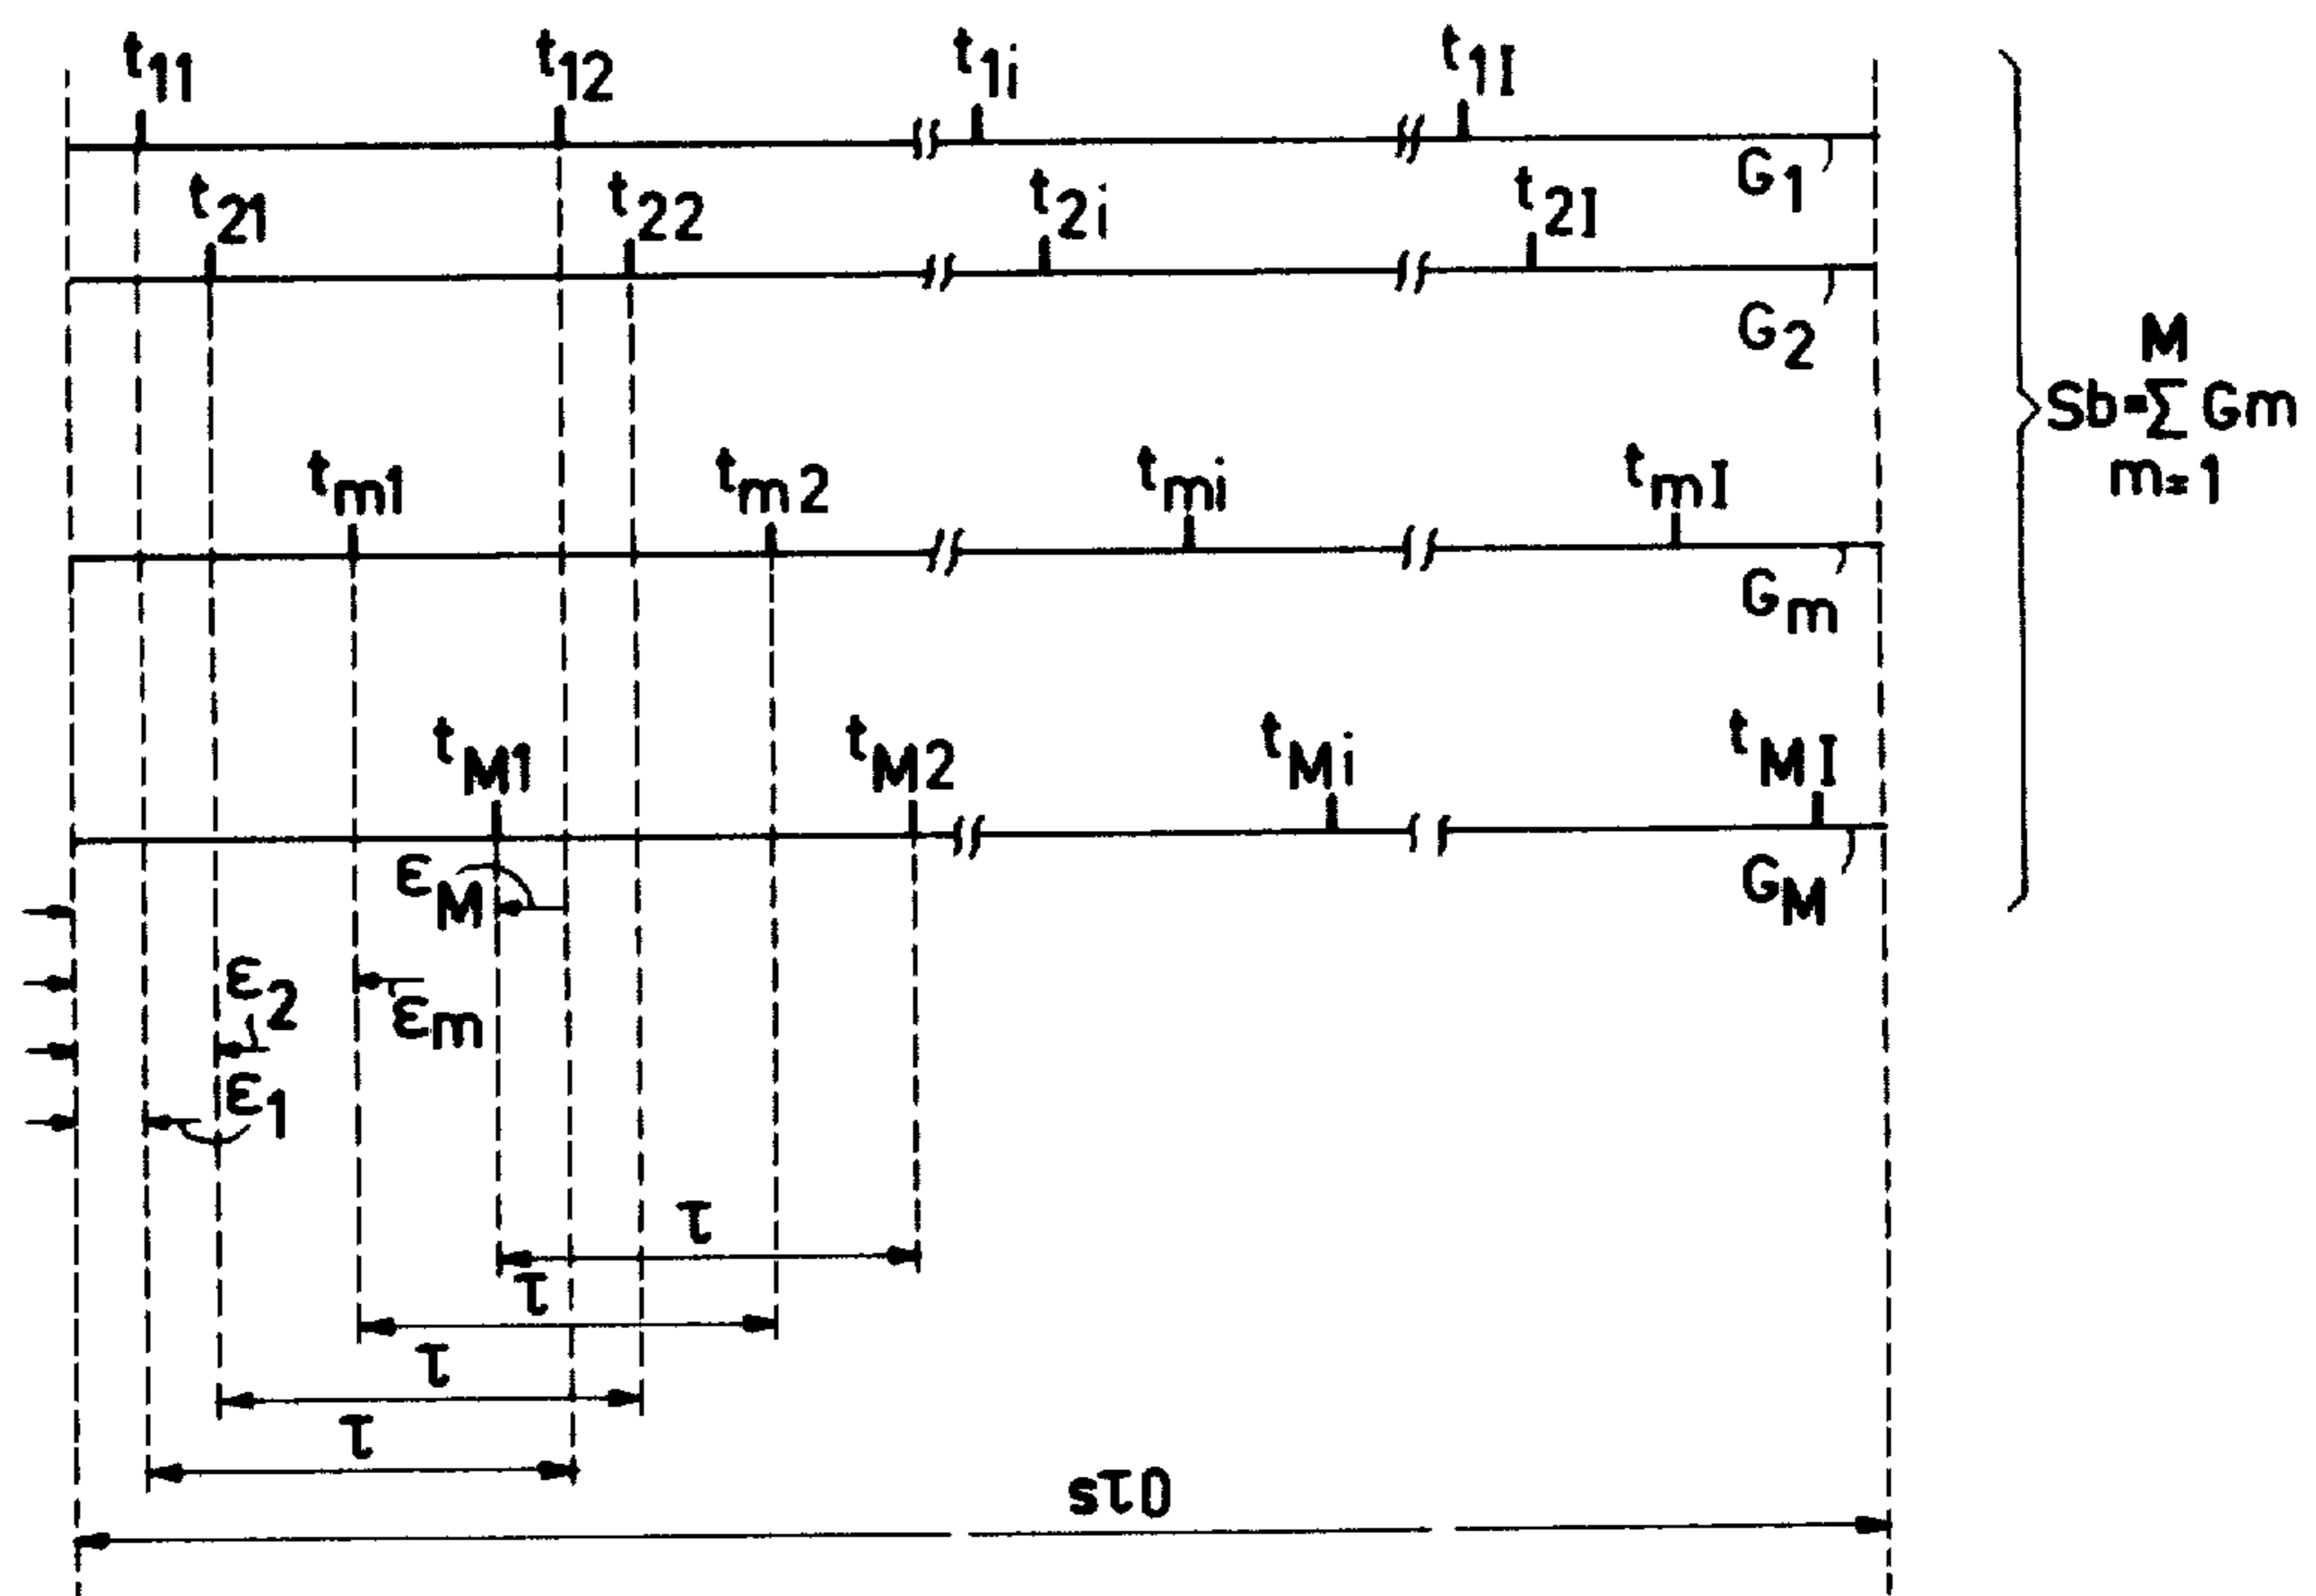 t11 t12 t1i t1I
G1
t21 t22 t2i t2I
G2
M
Sb=ΣGm
m=1
tm1 tm2 tmi tmI
Gm
tM1 tM2 tMi tMI
GM
εM
ε2
εm
ε1
τ
τ
τ
τ
sτ0